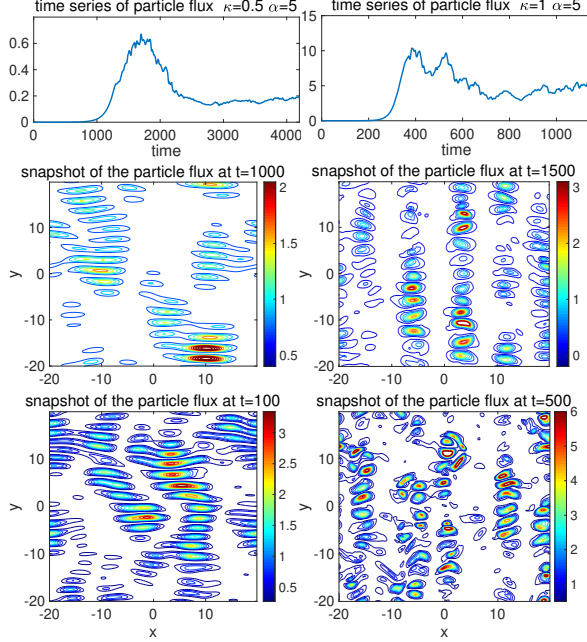 time series of particle flux κ=0.5 α=5
0.6
0.4
0.2
0
0 1000 2000 3000 4000
time
time series of particle flux κ=1 α=5
15
10
5
0
0 200 400 600 800 1000
time
snapshot of the particle flux at t=1000
10
0
-10
-20
y
-20 -10 0 10
2
1.5
1
0.5
snapshot of the particle flux at t=1500
10
0
-10
-20
y
-20 -10 0 10
3
2
1
0
snapshot of the particle flux at t=100
10
0
-10
-20
y
-20 -10 0 10
x
3
2.5
2
1.5
1
0.5
snapshot of the particle flux at t=500
10
0
-10
-20
y
-20 -10 0 10
x
6
5
4
3
2
1